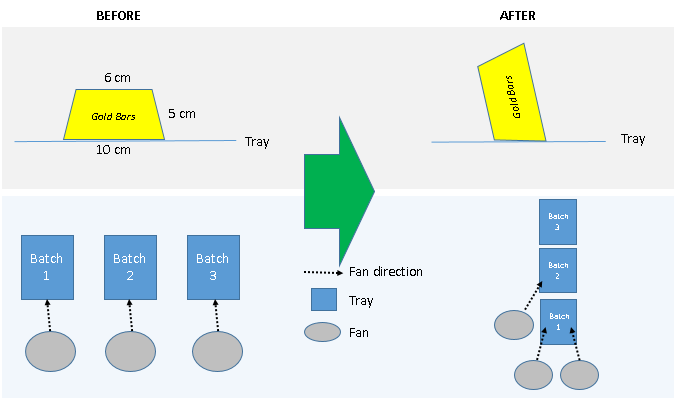 BEFORE
AFTER
6 cm
Gold Bars
5 cm
10 cm
Tray
Gold Bars
Tray
Batch
1
Batch
2
Batch
3
Fan direction
Tray
Fan
Batch
3
Batch
2
Batch
1